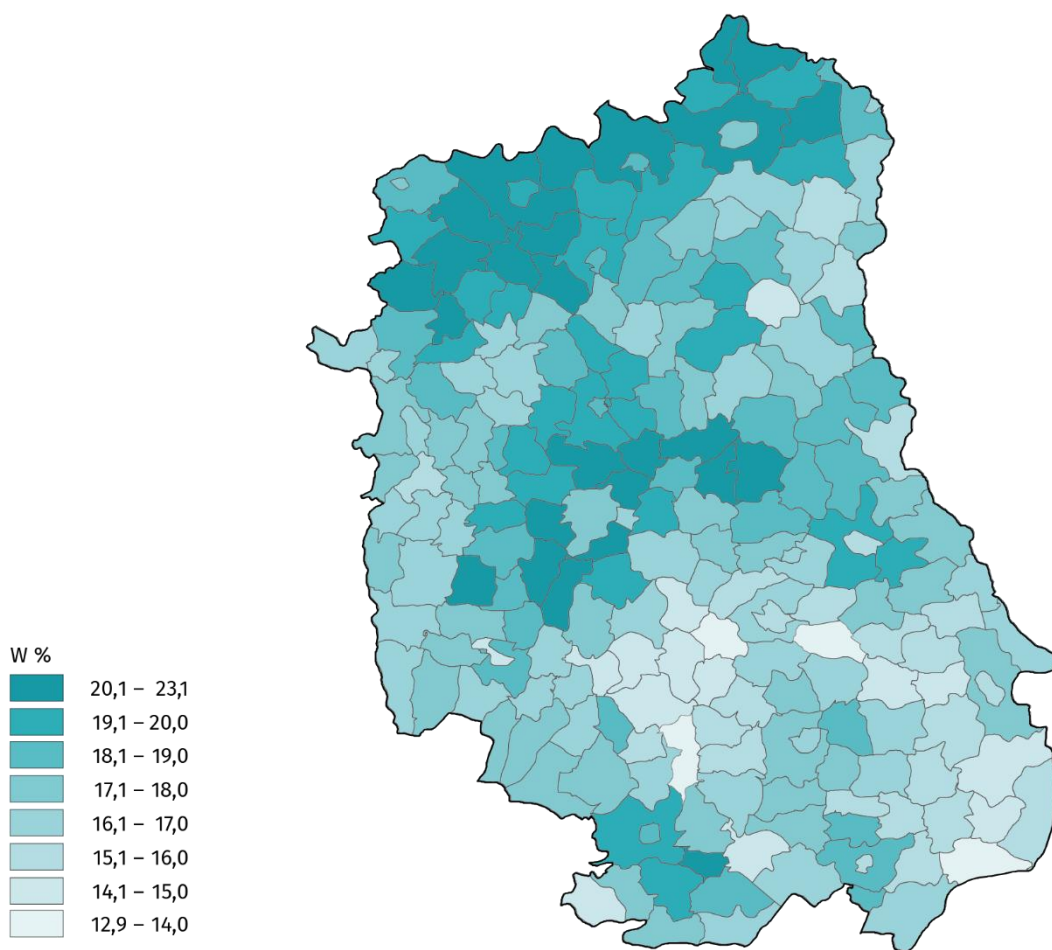 W %
20,1 – 23,1
19,1 – 20,0
18,1 – 19,0
17,1 – 18,0
16,1 – 17,0
15,1 – 16,0
14,1 – 15,0
12,9 – 14,0